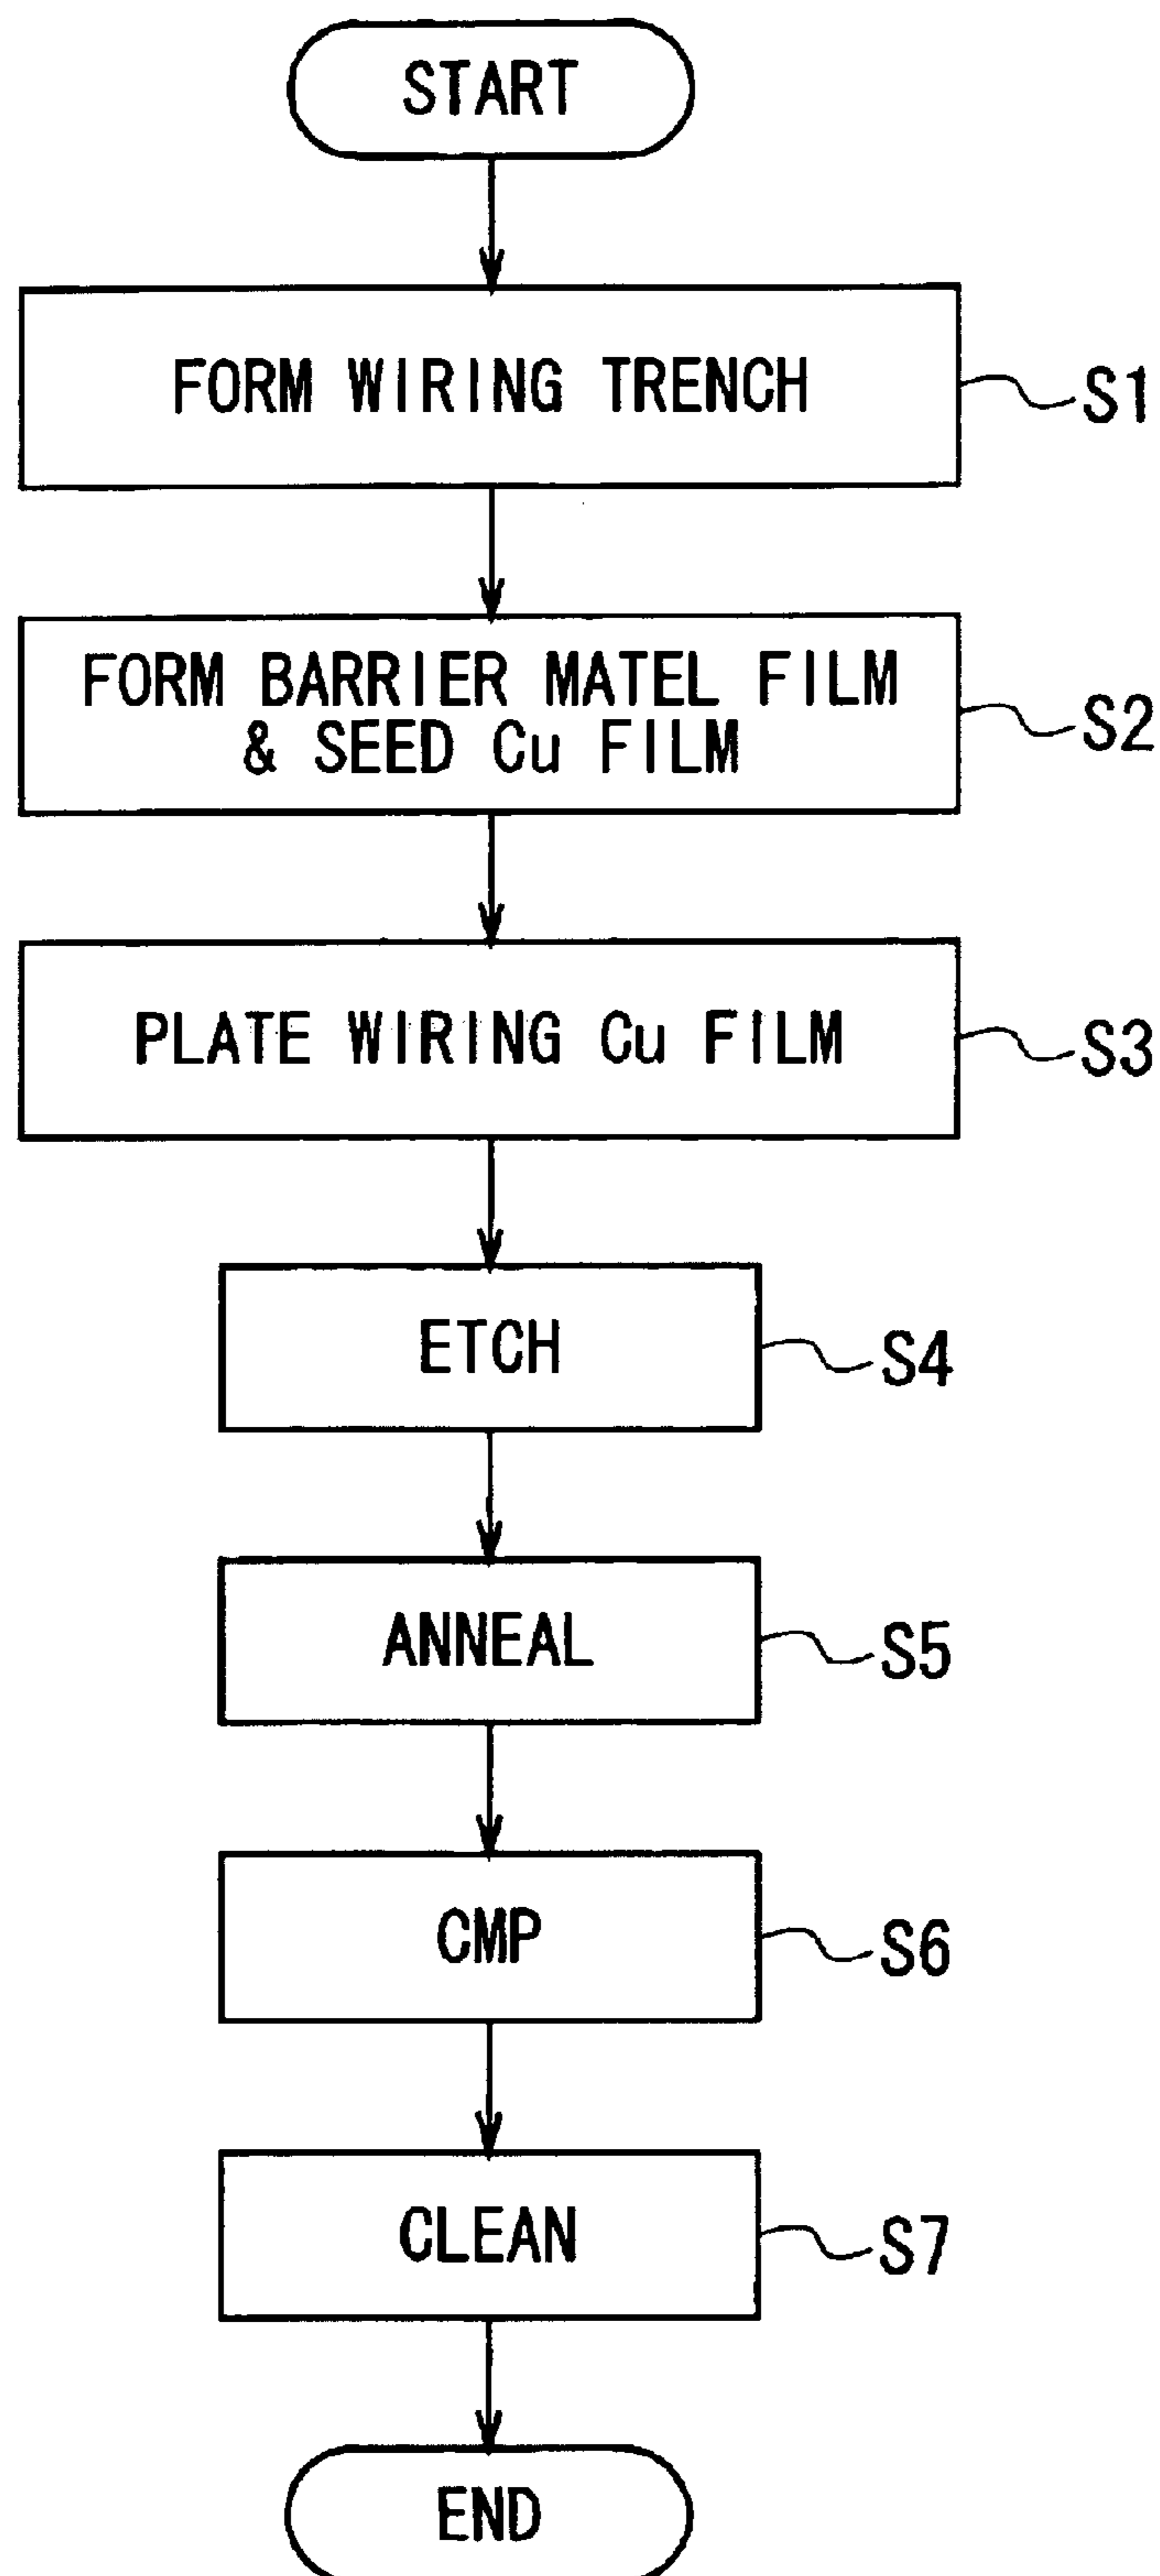 START
FORM WIRING TRENCH
S1
FORM BARRIER MATEL FILM
& SEED Cu FILM
S2
PLATE WIRING Cu FILM
S3
ETCH
S4
ANNEAL
S5
CMP
S6
CLEAN
S7
END